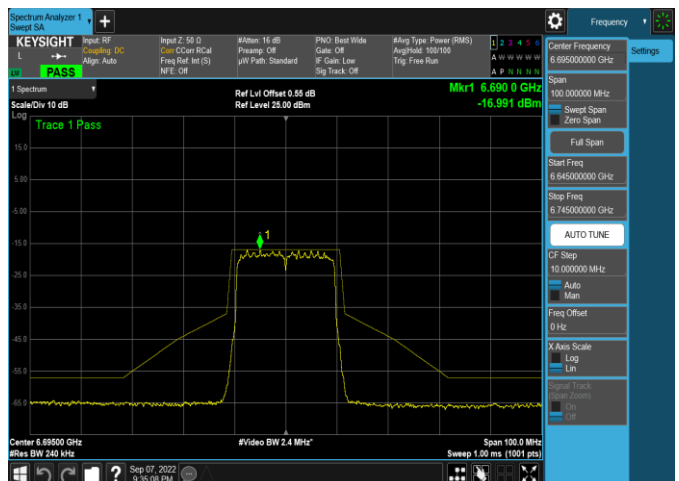 Spectrum Analyzer 1
Swept SA
Frequency
KEYSIGHT
L
LU
PASS
Input: RF
Coupling: DC
Align: Auto
Input Z: 50 Ω
Corr CCorr RCal
Freq Ref: Int (S)
NFE: Off
#Atten: 16 dB
Preamp: Off
µW Path: Standard
PNO: Best Wide
Gate: Off
IF Gain: Low
Sig Track: Off
#Avg Type: Power (RMS)
Avg|Hold: 100/100
Trig: Free Run
1 2 3 4 5 6
A W W W W W
A P N N N N
1 Spectrum
Scale/Div 10 dB
Log
Ref Lvl Offset 0.55 dB
Ref Level 25.00 dBm
Mkr1 6.690 0 GHz
-16.991 dBm
Trace 1 Pass
15.0
5.00
-5.00
-15.0
-25.0
-35.0
-45.0
-55.0
-65.0
1
Center 6.69500 GHz
#Res BW 240 kHz
#Video BW 2.4 MHz*
Span 100.0 MHz
Sweep 1.00 ms (1001 pts)
Sep 07, 2022
9:35:08 PM
Center Frequency
6.695000000 GHz
Span
100.000000 MHz
Swept Span
Zero Span
Full Span
Start Freq
6.645000000 GHz
Stop Freq
6.745000000 GHz
AUTO TUNE
CF Step
10.000000 MHz
Auto
Man
Freq Offset
0 Hz
X Axis Scale
Log
Lin
Signal Track
(Span Zoom)
On
Off
Settings